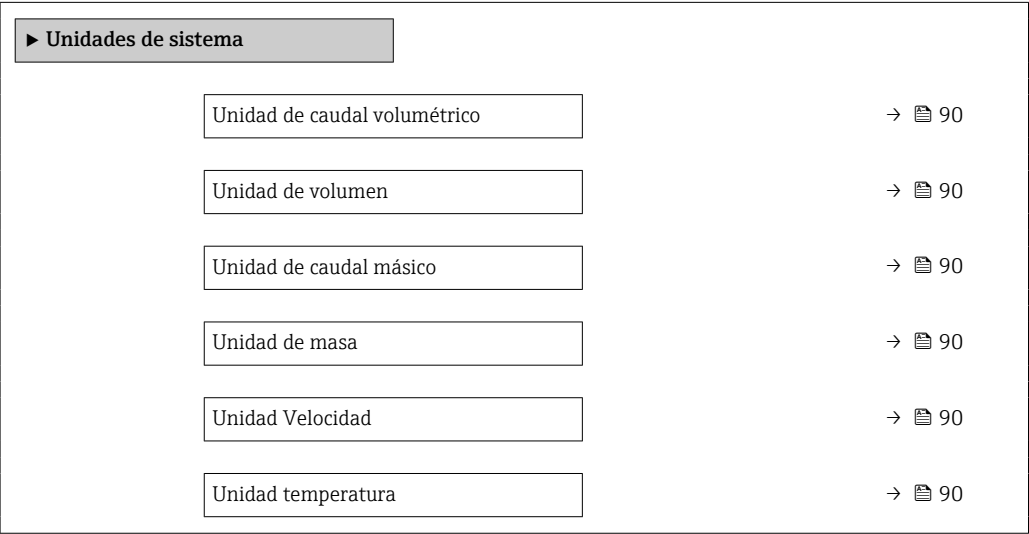 ▶ Unidades de sistema
Unidad de caudal volumétrico → 🖹 90
Unidad de volumen → 🖹 90
Unidad de caudal másico → 🖹 90
Unidad de masa → 🖹 90
Unidad Velocidad → 🖹 90
Unidad temperatura → 🖹 90